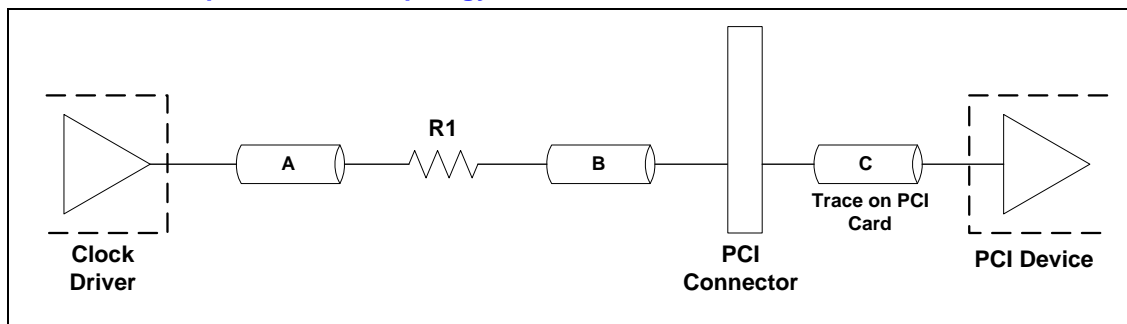 R1
A
B
C
Trace on PCI
Card
Clock
Driver
PCI
Connector
PCI Device